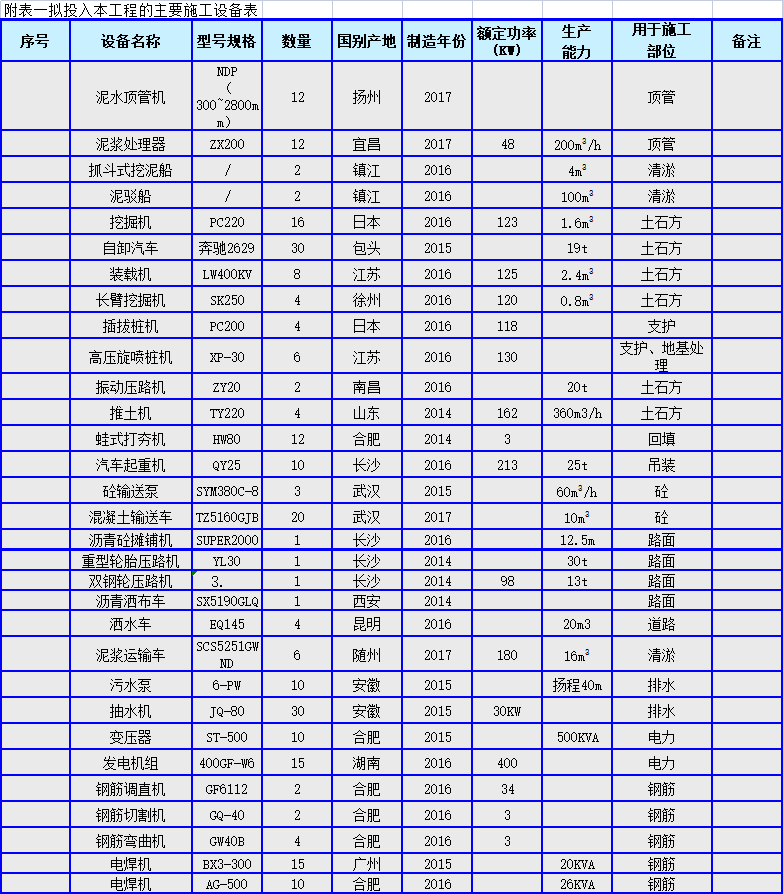 附表一拟投入本工程的主要施工设备表
序号 设备名称 型号规格 数量 国别产地 制造年份 额定功率(KW) 生产能力 用于施工部位 备注
泥水顶管机 NDP（300~2800mm） 12 扬州 2017 顶管
泥浆处理器 ZX200 12 宜昌 2017 48 200m³/h 顶管
抓斗式挖泥船 / 2 镇江 2016 4m³ 清淤
泥驳船 / 2 镇江 2016 100m³ 清淤
挖掘机 PC220 16 日本 2016 123 1.6m³ 土石方
自卸汽车 奔驰2629 30 包头 2015 19t 土石方
装载机 LW400KV 8 江苏 2016 125 2.4m³ 土石方
长臂挖掘机 SK250 4 徐州 2016 120 0.8m³ 土石方
插拔桩机 PC200 4 日本 2016 118 支护
高压旋喷桩机 XP-30 6 江苏 2016 130 支护、地基处理
振动压路机 ZY20 2 南昌 2016 20t 土石方
推土机 TY220 4 山东 2014 162 360m3/h 土石方
蛙式打夯机 HW80 12 合肥 2014 3 回填
汽车起重机 QY25 10 长沙 2016 213 25t 吊装
砼输送泵 SYM380C-8 3 武汉 2015 60m³/h 砼
混凝土输送车 TZ5160GJB 20 武汉 2017 10m³ 砼
沥青砼摊铺机 SUPER2000 1 长沙 2016 12.5m 路面
重型轮胎压路机 YL30 1 长沙 2014 30t 路面
双钢轮压路机 3. 1 长沙 2014 98 13t 路面
沥青洒布车 SX5190GLQ 1 西安 2014 路面
洒水车 EQ145 4 昆明 2016 20m3 道路
泥浆运输车 SCS5251GWND 6 随州 2017 180 16m³ 清淤
污水泵 6-PW 10 安徽 2015 扬程40m 排水
抽水机 JQ-80 30 安徽 2015 30KW 排水
变压器 ST-500 10 合肥 2015 500KVA 电力
发电机组 400GF-W6 15 湖南 2016 400 电力
钢筋调直机 GF6112 2 合肥 2016 34 钢筋
钢筋切割机 GQ-40 2 合肥 2016 3 钢筋
钢筋弯曲机 GW40B 4 合肥 2016 3 钢筋
电焊机 BX3-300 15 广州 2015 20KVA 钢筋
电焊机 AG-500 10 合肥 2016 26KVA 钢筋